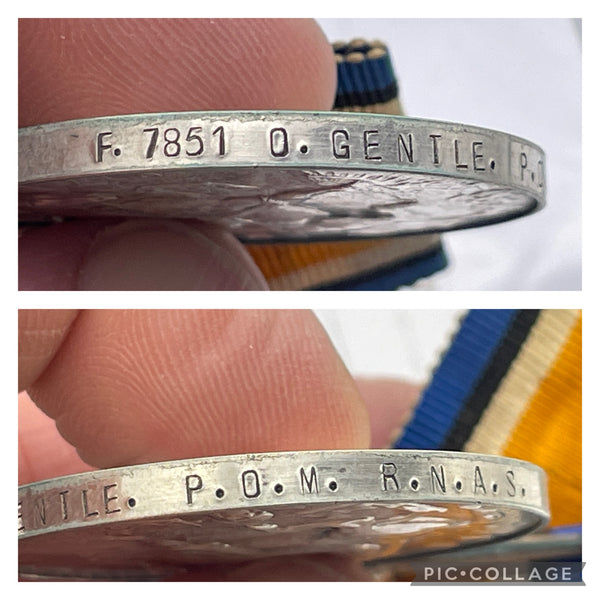 F. 7851 O. GENTLE. P.
ENTLE. P.O.M. R.N.A.S.
PIC•COLLAGE